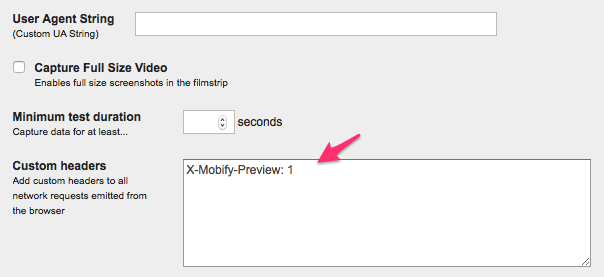 User Agent String
(Custom UA String)
Capture Full Size Video
Enables full size screenshots in the filmstrip
Minimum test duration
Capture data for at least...
seconds
Custom headers
Add custom headers to all
network requests emitted from
the browser
X-Mobify-Preview: 1